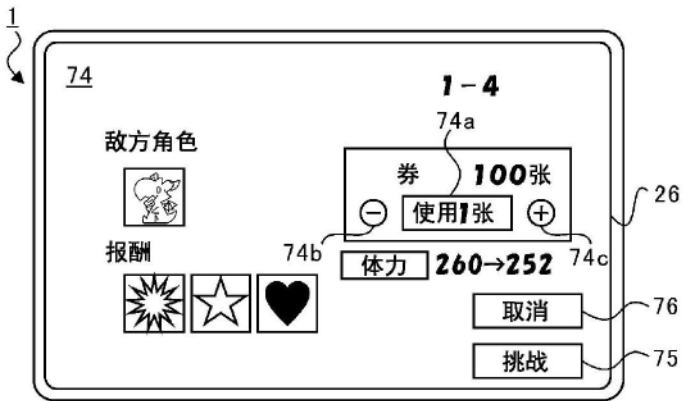 1
74
1-4
74a
敌方角色
券 100张
使用1张
26
报酬
74b
74c
体力 260→252
取消 76
挑战 75